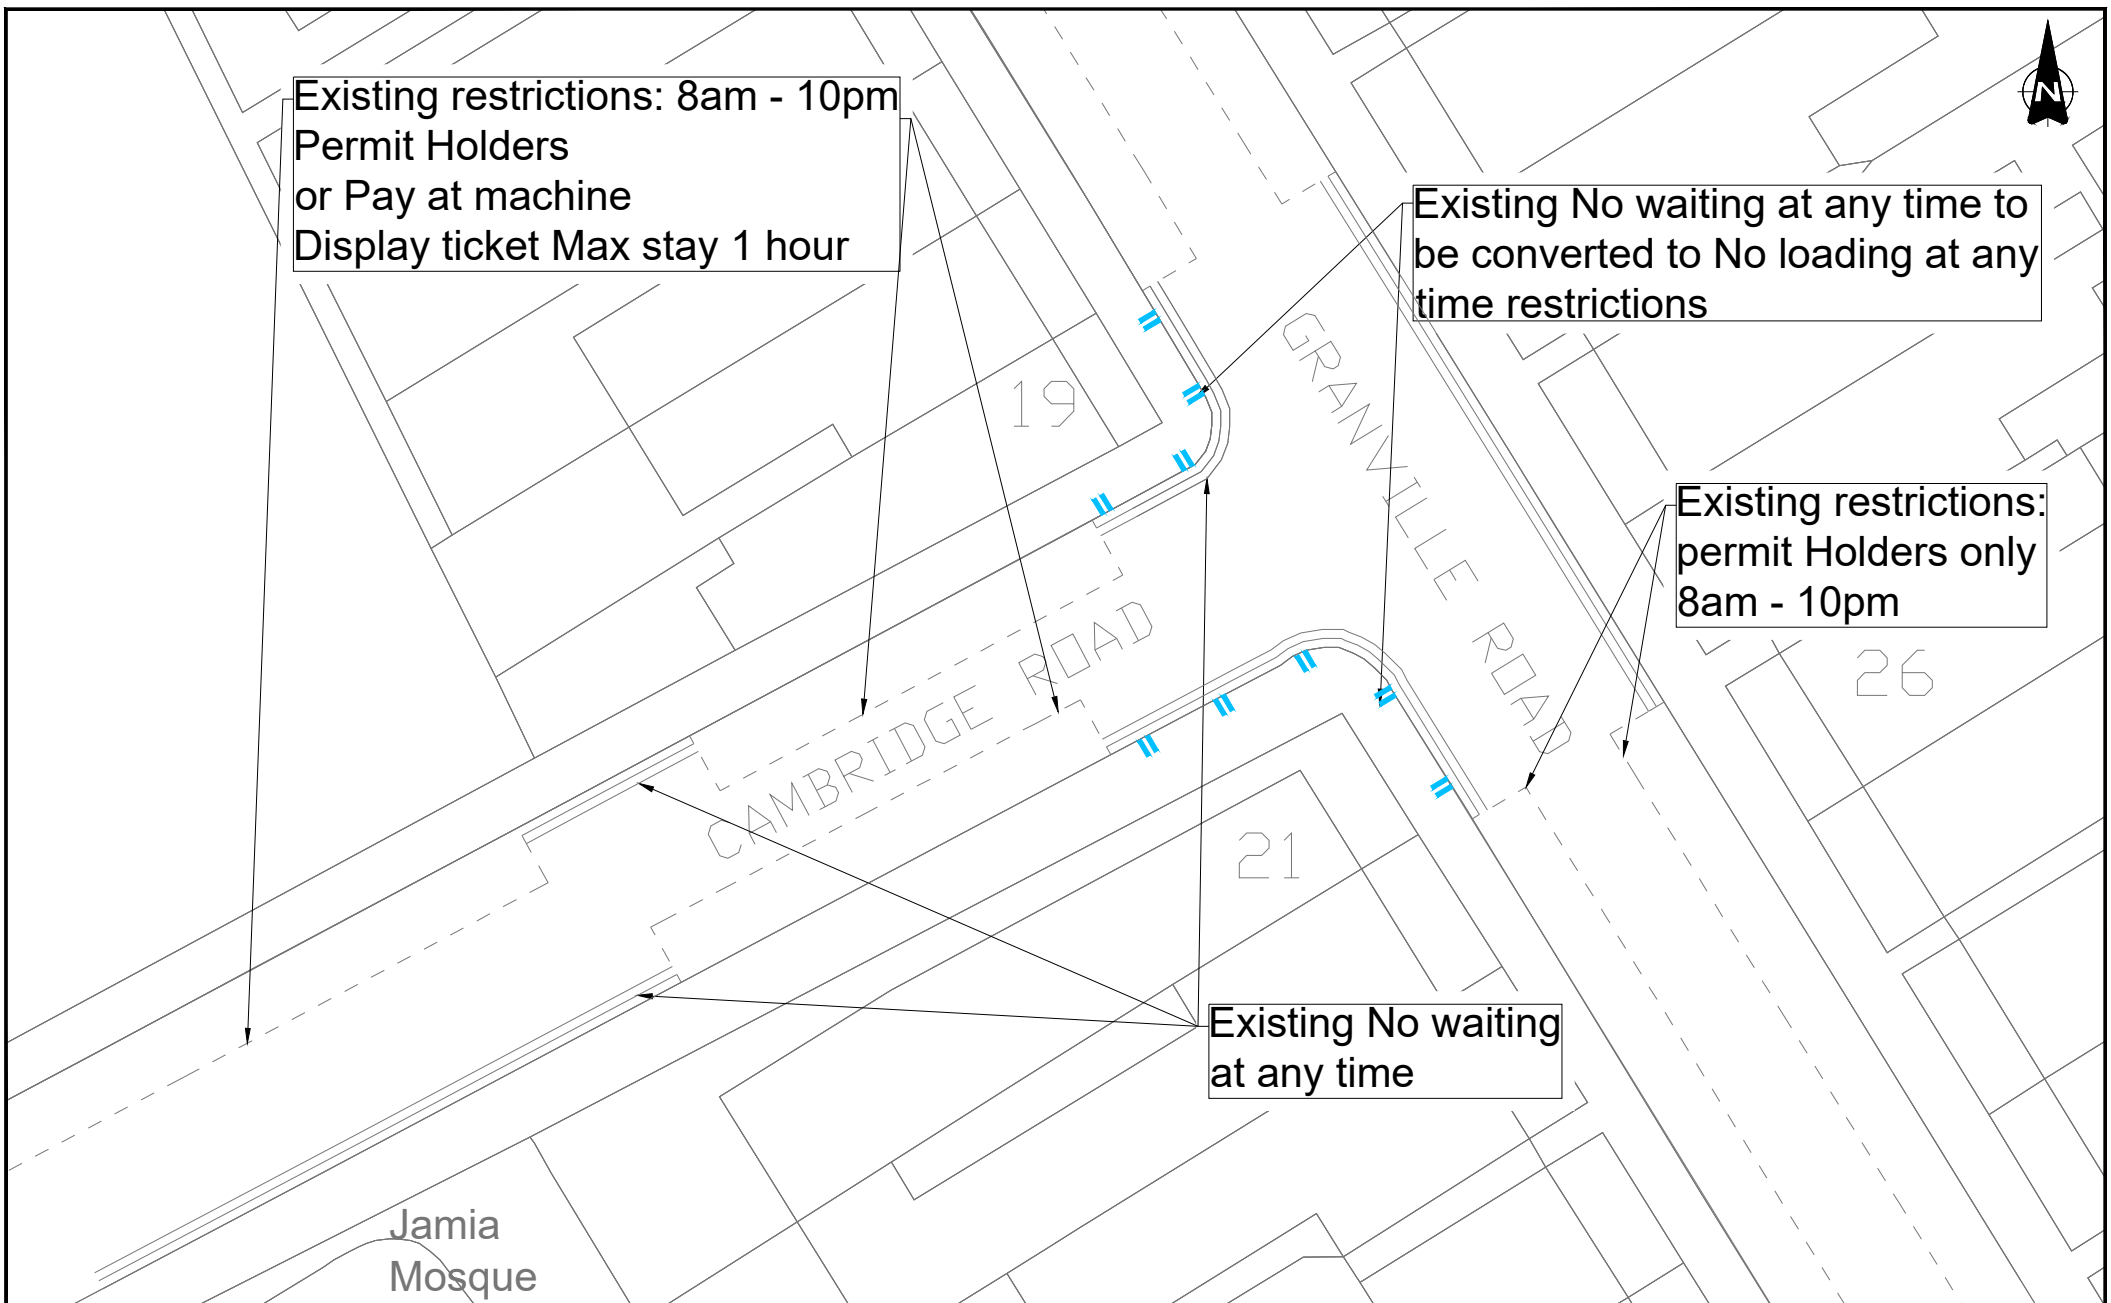 Existing restrictions: 8am - 10pm
Permit Holders
or Pay at machine
Display ticket Max stay 1 hour
N
Existing No waiting at any time to
be converted to No loading at any
time restrictions
19
GRANVILLE ROAD
Existing restrictions:
permit Holders only
8am - 10pm
26
CAMBRIDGE ROAD
21
Existing No waiting
at any time
Jamia
Mosque